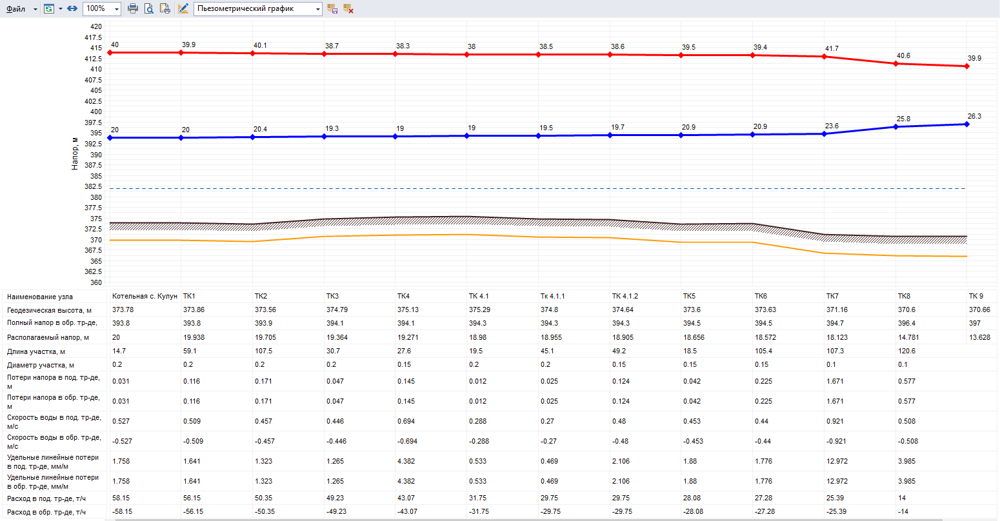 Файл 100% Пьезометрический график
420
417.5
415
412.5
410
407.5
405
402.5
400
397.5
395
392.5
390
387.5
385
382.5
380
377.5
375
372.5
370
367.5
365
362.5
360
Напор, м
40 39.9 40.1 38.7 38.3 38 38.5 38.6 39.5 39.4 41.7 40.6 39.9
20 20 20.4 19.3 19 19 19.5 19.7 20.9 20.9 23.6 25.8 26.3
Наименование узла Котельная с. Кулун ТК1 ТК2 ТК3 ТК4 ТК 4.1 Тк 4.1.1 ТК 4.1.2 ТК5 ТК6 ТК7 ТК8 ТК 9
Геодезическая высота, м 373.78 373.86 373.56 374.79 375.13 375.29 374.8 374.64 373.6 373.63 371.16 370.6 370.66
Полный напор в обр. тр-де, 393.8 393.8 393.9 394.1 394.1 394.3 394.3 394.3 394.5 394.5 394.7 396.4 397
Располагаемый напор, м 20 19.938 19.705 19.364 19.271 18.98 18.955 18.905 18.656 18.572 18.123 14.781 13.628
Длина участка, м 14.7 59.1 107.5 30.7 27.6 19.5 45.1 49.2 18.5 105.4 107.3 120.6
Диаметр участка, м 0.2 0.2 0.2 0.2 0.15 0.2 0.2 0.15 0.15 0.15 0.1 0.1
Потери напора в под. тр-де,
м 0.031 0.116 0.171 0.047 0.145 0.012 0.025 0.124 0.042 0.225 1.671 0.577
Потери напора в обр. тр-де,
м 0.031 0.116 0.171 0.047 0.145 0.012 0.025 0.124 0.042 0.225 1.671 0.577
Скорость воды в под. тр-де,
м/с 0.527 0.509 0.457 0.446 0.694 0.288 0.27 0.48 0.453 0.44 0.921 0.508
Скорость воды в обр. тр-де,
м/с -0.527 -0.509 -0.457 -0.446 -0.694 -0.288 -0.27 -0.48 -0.453 -0.44 -0.921 -0.508
Удельные линейные потери
в под. тр-де, мм/м 1.758 1.641 1.323 1.265 4.382 0.533 0.469 2.106 1.88 1.776 12.972 3.985
Удельные линейные потери
в обр. тр-де, мм/м 1.758 1.641 1.323 1.265 4.382 0.533 0.469 2.106 1.88 1.776 12.972 3.985
Расход в под. тр-де, т/ч 58.15 56.15 50.35 49.23 43.07 31.75 29.75 29.75 28.08 27.28 25.39 14
Расход в обр. тр-де, т/ч -58.15 -56.15 -50.35 -49.23 -43.07 -31.75 -29.75 -29.75 -28.08 -27.28 -25.39 -14